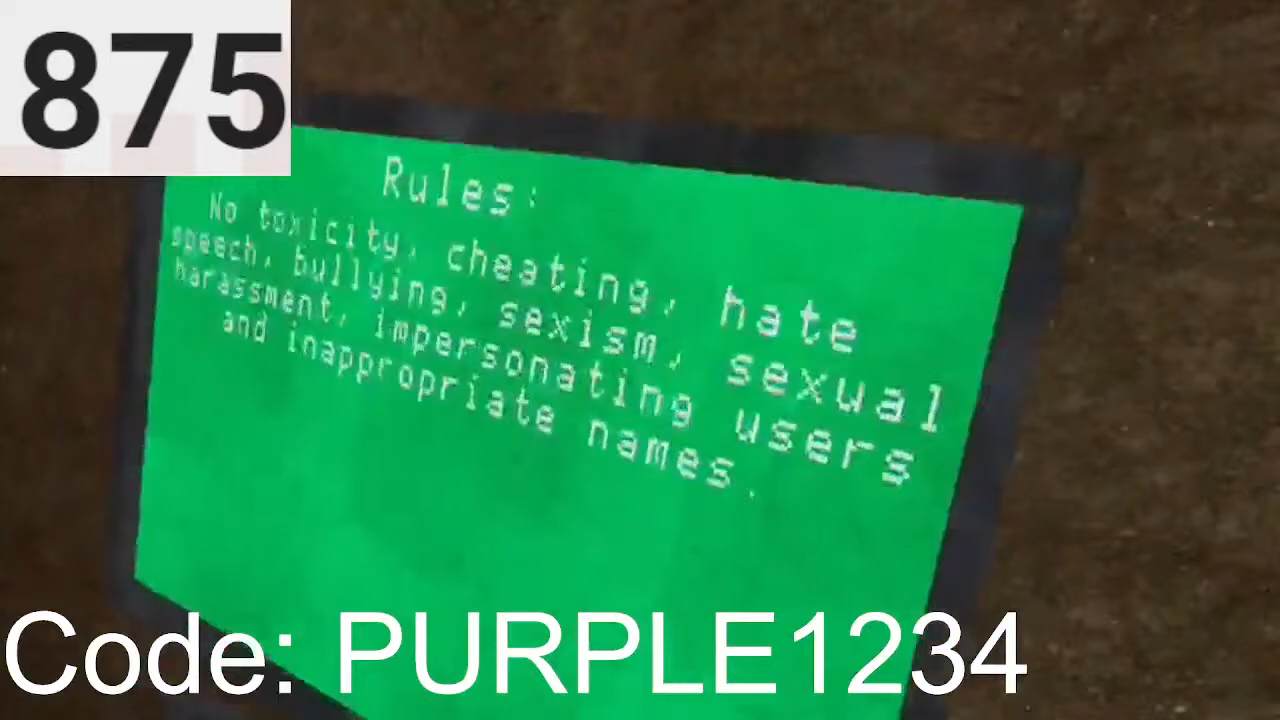 875
Rules:
No toxicity, cheating, hate
speech, bullying, sexism, sexual
harassment, impersonating users
and inappropriate names.
Code: PURPLE1234